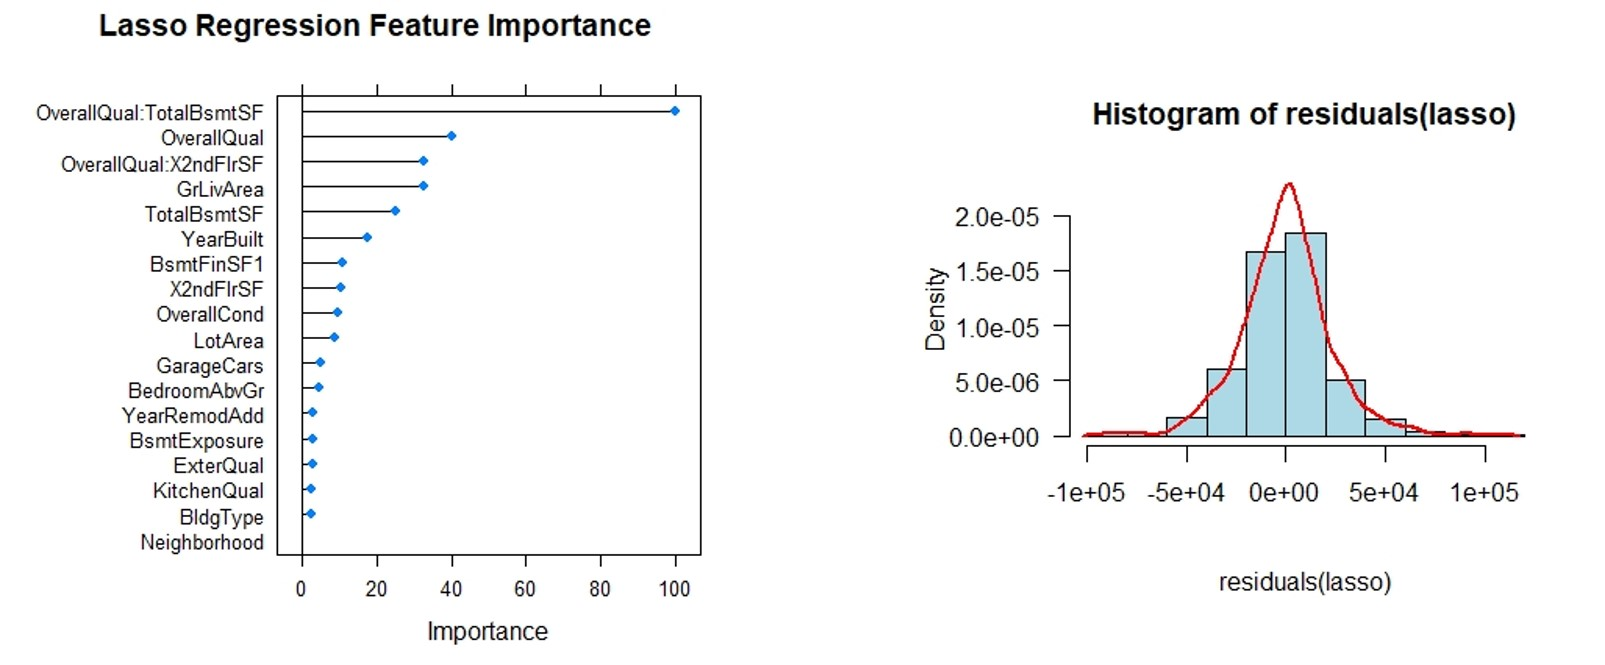 Lasso Regression Feature Importance
OverallQual:TotalBsmtSF
OverallQual
OverallQual:X2ndFlrSF
GrLivArea
TotalBsmtSF
YearBuilt
BsmtFinSF1
X2ndFlrSF
OverallCond
LotArea
GarageCars
BedroomAbvGr
YearRemodAdd
BsmtExposure
ExterQual
KitchenQual
BldgType
Neighborhood
0 20 40 60 80 100
Importance
Histogram of residuals(lasso)
Density
2.0e-05
1.5e-05
1.0e-05
5.0e-06
0.0e+00
-1e+05 -5e+04 0e+00 5e+04 1e+05
residuals(lasso)